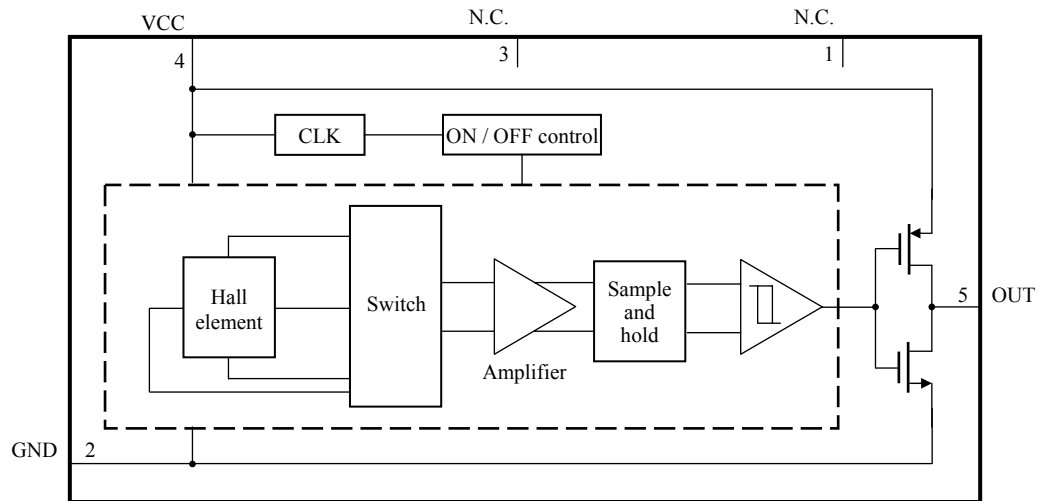 VCC
N.C.
N.C.
4
3
1
CLK
ON / OFF control
Hall
element
Switch
Amplifier
Sample
and
hold
5
OUT
GND
2